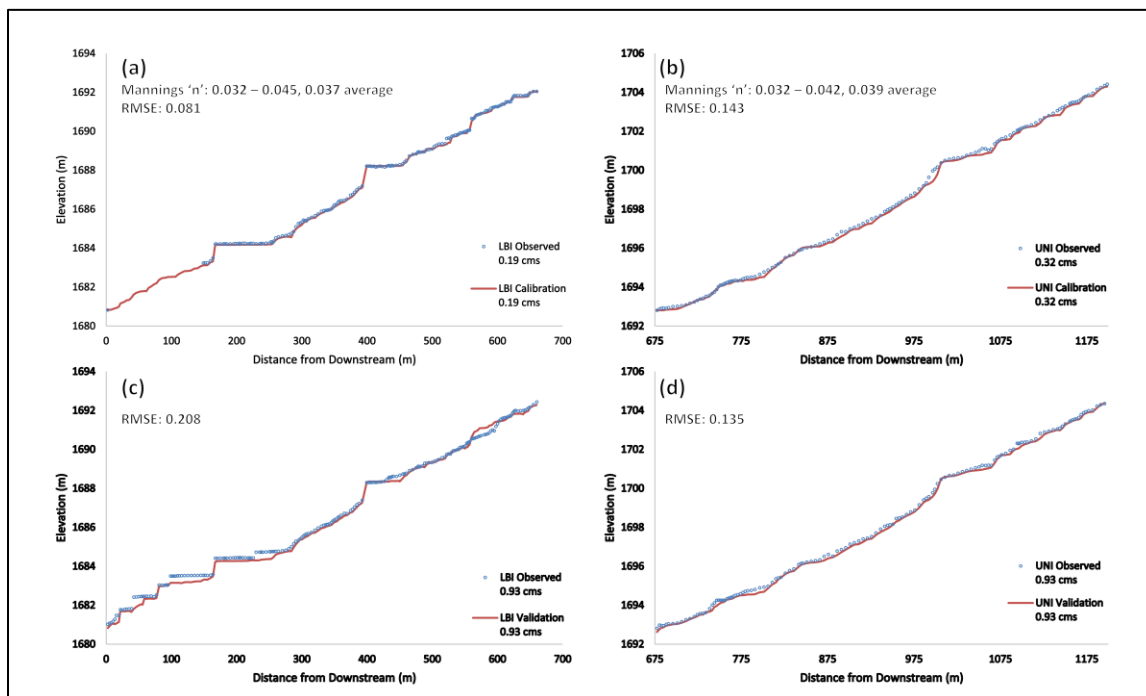 (a)
Mannings 'n': 0.032 – 0.045, 0.037 average
RMSE: 0.081
1694
1692
1690
1688
1686
1684
1682
1680
Elevation (m)
0 100 200 300 400 500 600 700
Distance from Downstream (m)
LBI Observed
0.19 cms
LBI Calibration
0.19 cms
(b)
Mannings 'n': 0.032 – 0.042, 0.039 average
RMSE: 0.143
1706
1704
1702
1700
1698
1696
1694
1692
Elevation (m)
675 775 875 975 1075 1175
Distance from Downstream (m)
UNI Observed
0.32 cms
UNI Calibration
0.32 cms
(c)
RMSE: 0.208
1694
1692
1690
1688
1686
1684
1682
1680
Elevation (m)
0 100 200 300 400 500 600 700
Distance from Downstream (m)
LBI Observed
0.93 cms
LBI Validation
0.93 cms
(d)
RMSE: 0.135
1706
1704
1702
1700
1698
1696
1694
1692
Elevation (m)
675 775 875 975 1075 1175
Distance from Downstream (m)
UNI Observed
0.93 cms
UNI Validation
0.93 cms